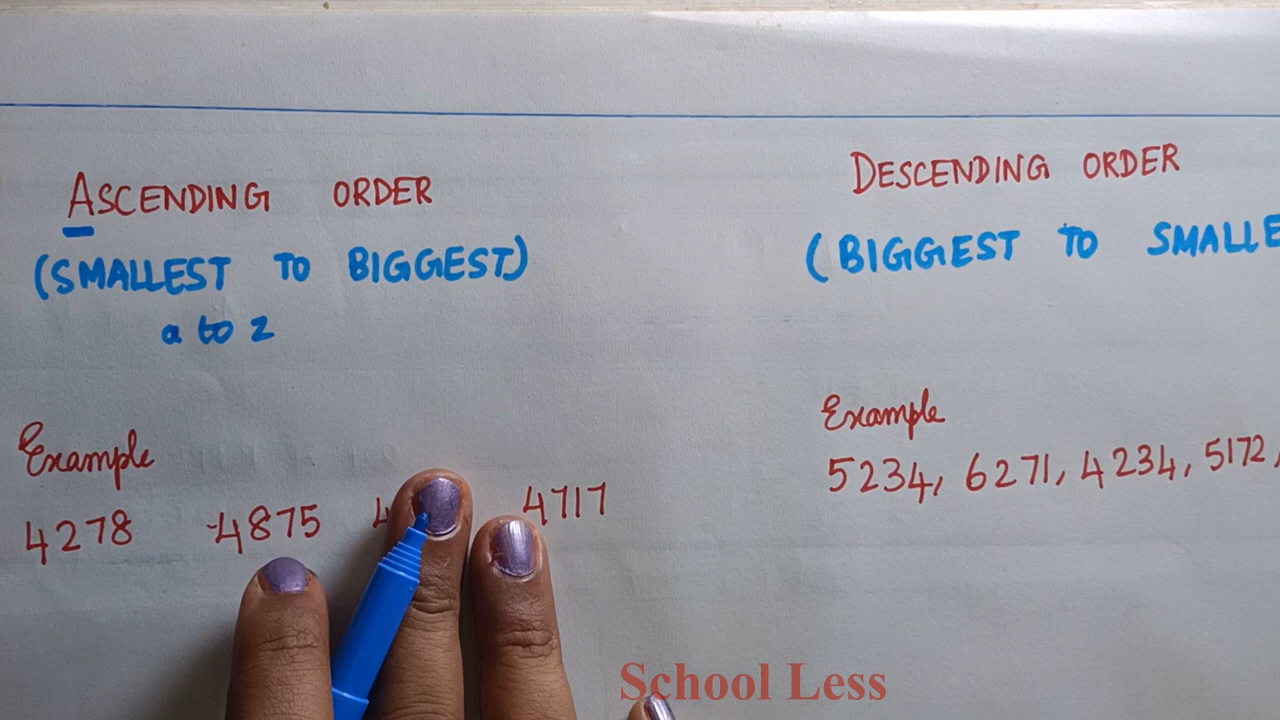 ASCENDING ORDER
(SMALLEST TO BIGGEST)
a to z
Example
4278 4875 4717
DESCENDING ORDER
(BIGGEST TO SMALLE
Example
5234, 6271, 4234, 5172,
School Less